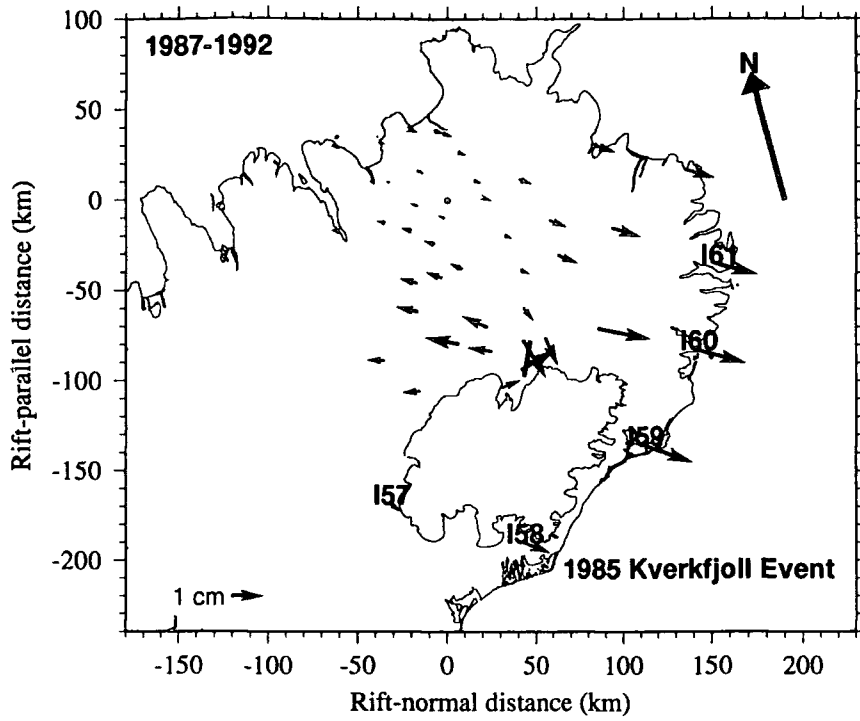 1987-1992
N
I61
I60
I59
I57
I58
1985 Kverkfjoll Event
1 cm
100
50
0
-50
-100
-150
-200
Rift-parallel distance (km)
-150 -100 -50 0 50 100 150 200
Rift-normal distance (km)